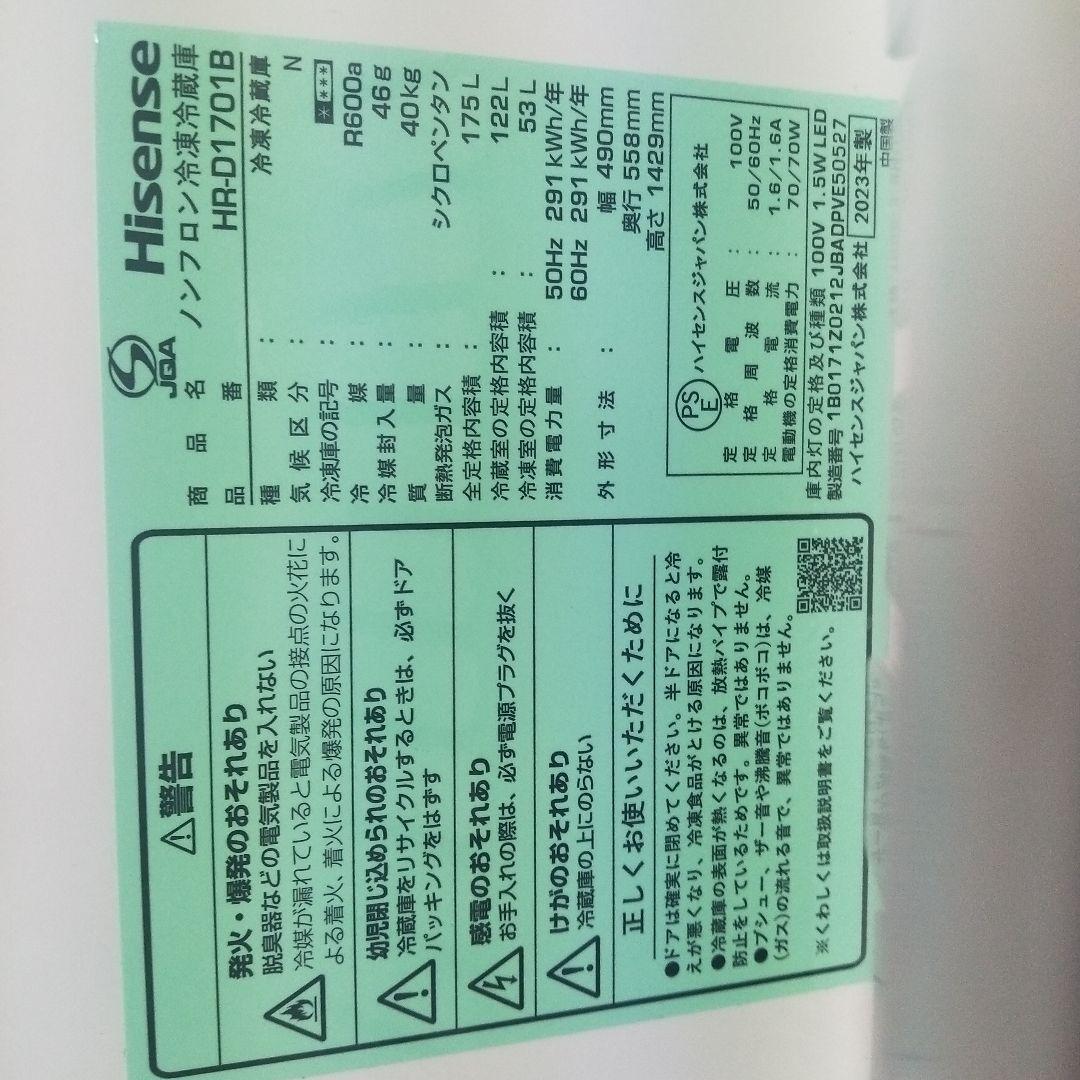 ⚠警告
発火・爆発のおそれあり
脱臭器などの電気製品を入れない
冷媒が漏れていると電気製品の接点の火花に
よる着火、着火による爆発の原因になります。
幼児閉じ込められのおそれあり
冷蔵庫をリサイクルするときは、必ずドア
パッキングをはずす
感電のおそれあり
お手入れの際は、必ず電源プラグを抜く
けがのおそれあり
冷蔵庫の上にのらない
正しくお使いいただくために
●ドアは確実に閉めてください。半ドアになると冷
えが悪くなり、冷凍食品がとける原因になります。
●冷蔵庫の表面が熱くなるのは、放熱パイプで露付
防止をしているためです。異常ではありません。
●プシュー、ザー音や沸騰音(ボコボコ)は、冷媒
(ガス)の流れる音で、異常ではありません。
※くわしくは取扱説明書をご覧ください。
JQA Hisense
商品名 ノンフロン冷凍冷蔵庫
品番 HR-D1701B
種類 : 冷凍冷蔵庫
気候区分 : N
冷凍庫の記号 : ****
冷媒 : R600a
冷媒封入量 : 46g
質量 : 40kg
断熱発泡ガス : シクロペンタン
全定格内容積 : 175L
冷蔵室の定格内容積 : 122L
冷凍室の定格内容積 : 53L
消費電力量 : 50Hz 291kWh/年
60Hz 291kWh/年
外形寸法 : 幅 490mm
奥行 558mm
高さ 1429mm
PSE ハイセンスジャパン株式会社
定格電圧 : 100V
定格周波数 : 50/60Hz
定格電流 : 1.6/1.6A
電動機の定格消費電力 : 70/70W
庫内灯の定格及び種類 100V 1.5W LED
製造番号 1B0171Z0212JBADPVE50527
ハイセンスジャパン株式会社 2023年製
中国製